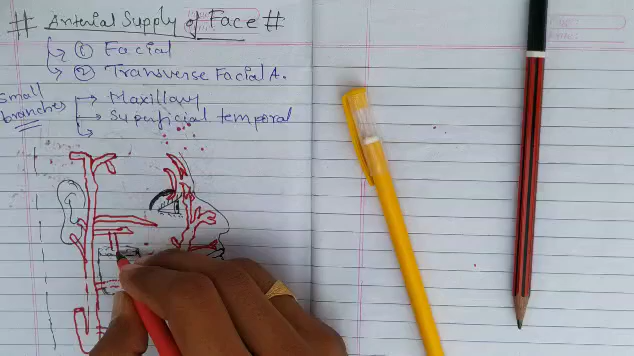 # Arterial Supply of Face #
① Facial
② Transverse Facial A.
Small branches
Maxillary
Superficial temporal